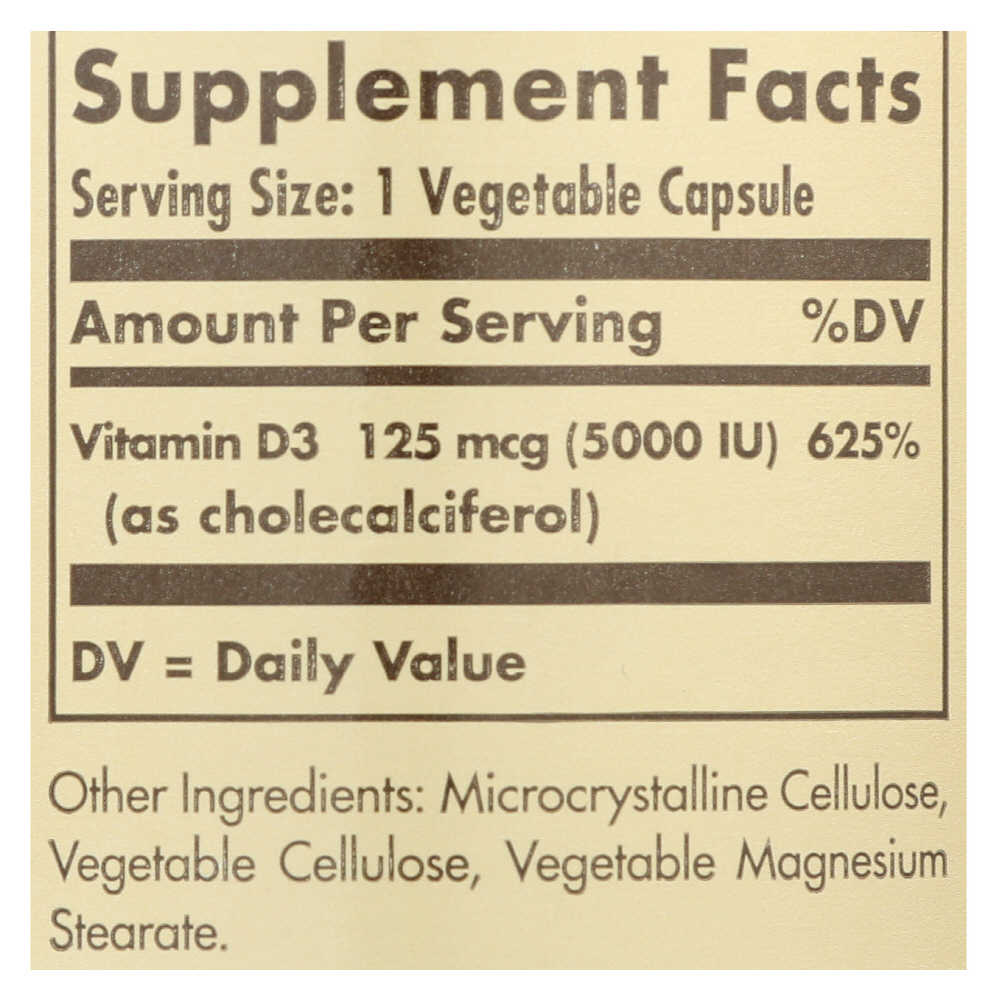 Supplement Facts
Serving Size: 1 Vegetable Capsule
Amount Per Serving %DV
Vitamin D3 125 mcg (5000 IU) 625%
(as cholecalciferol)
DV = Daily Value
Other Ingredients: Microcrystalline Cellulose,
Vegetable Cellulose, Vegetable Magnesium
Stearate.